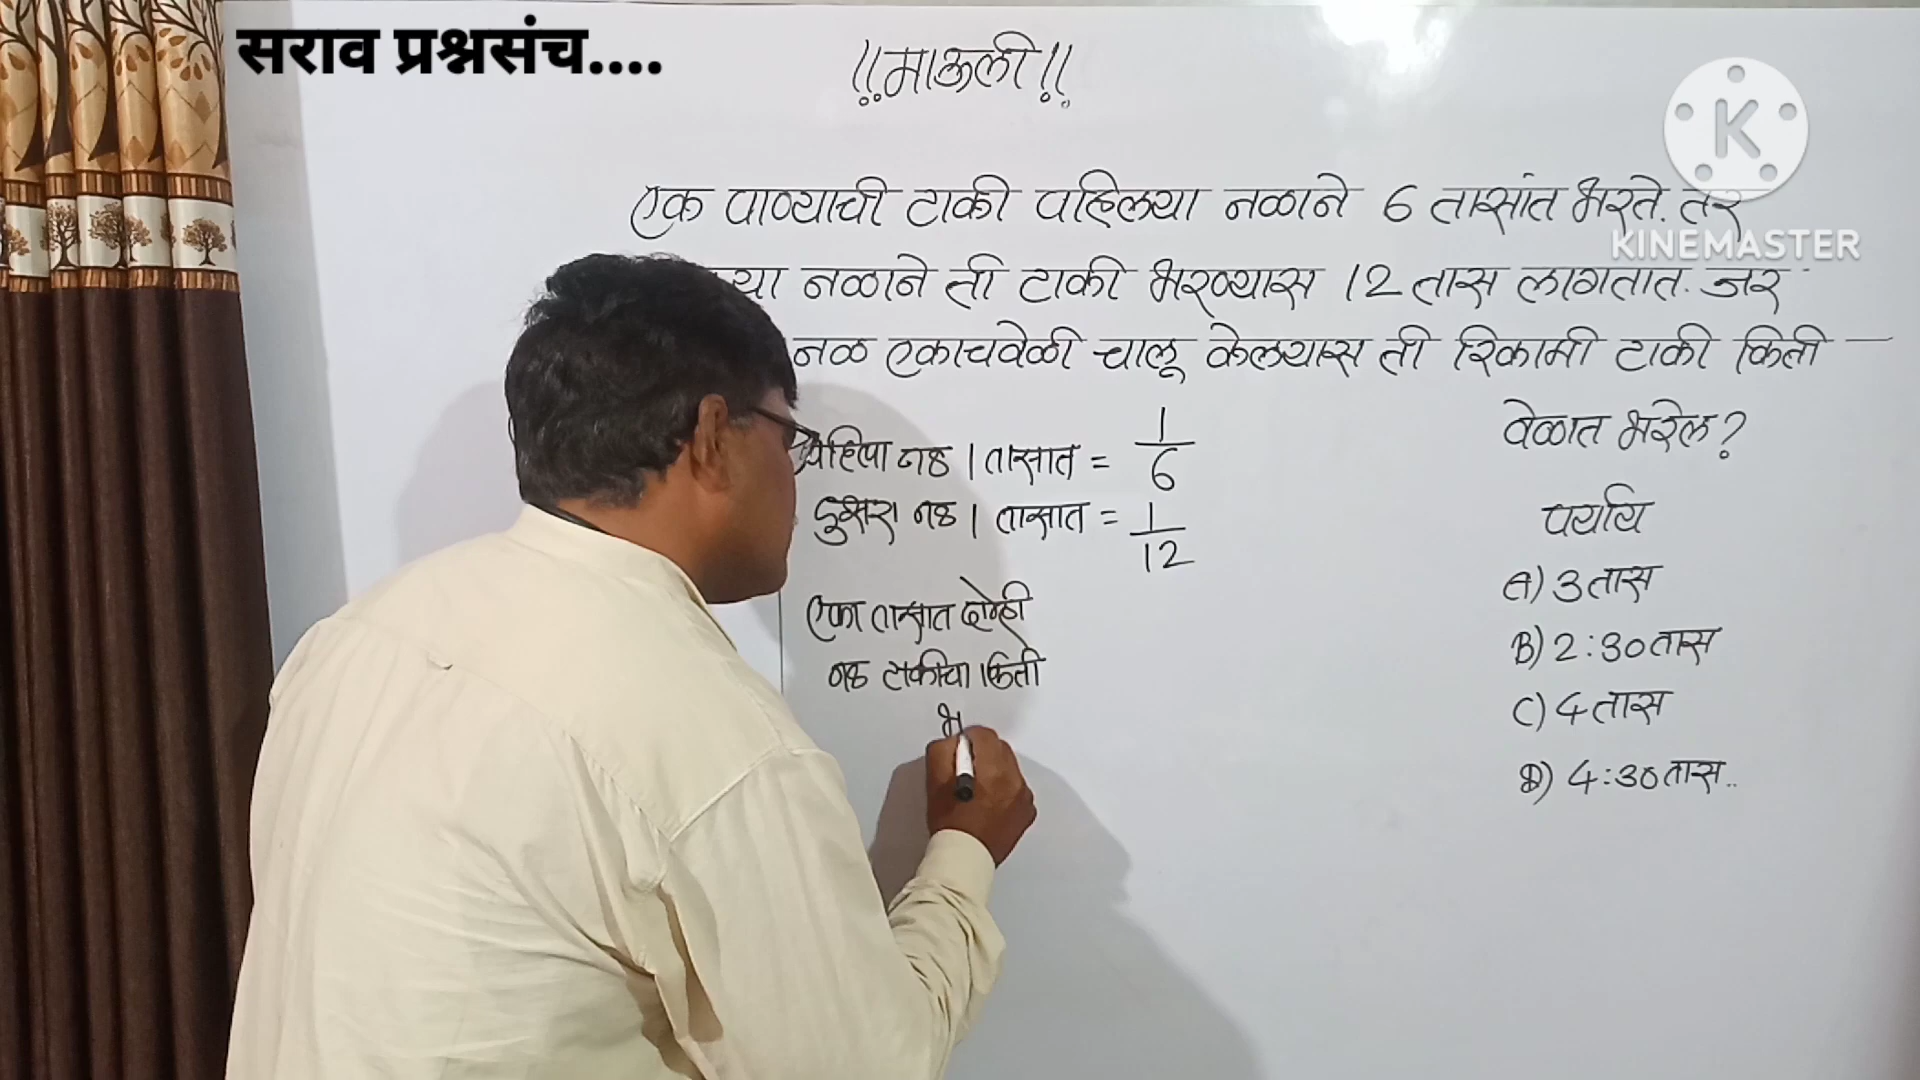 सराव प्रश्नसंच....
!!माऊली!!
K
KINEMASTER
एक पाण्याची टाकी पहिल्या नळाने 6 तासांत भरते. तर
नळाने ती टाकी भरण्यास 12 तास लागतात. जर
नळ एकाचवेळी चालू केल्यास ती रिकामी टाकी किती
वेळात भरेल?
पहिला नळ 1 तासात = 1/6
दुसरा नळ 1 तासात = 1/12
एका तासात दोन्ही
नळ टाकीचा किती
भ
पर्याय
A) 3 तास
B) 2:30 तास
C) 4 तास
D) 4:30 तास..